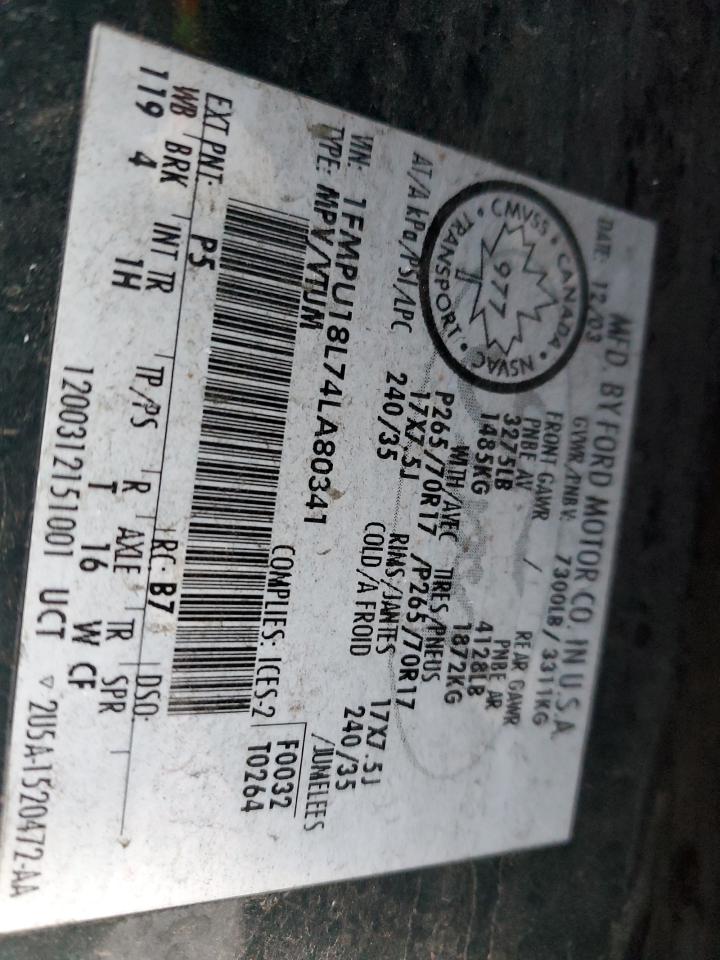 MFD. BY FORD MOTOR CO. IN U.S.A.
DATE: 12/03
GVWR/PNBV: 7300LB/3311KG
FRONT GAWR / REAR GAWR
PNBE AV PNBE AR
3275LB 4128LB
1485KG 1872KG
CMVSS • CANADA • NSVAC • TRANSPORT •
977
WITH/AVEC TIRES/PNEUS
P265/70R17 /P265/70R17
17X7.5J RIMS/JANTES 17X7.5J
AT/A kPa/PSI/LPC 240/35 COLD/A FROID 240/35
/JUMELEES
VIN: 1FMPU18L74LA80341
TYPE: MPV/VTUM
COMPLIES: ICES-2
F0032
T0264
EXT PNT: P5 RC: B7 DSO:
WB BRK INT TR TP/PS R AXLE TR SPR
119 4 1H T 16 W CF
1200312151001 UCT ▽ 2U5A-1520472-AA